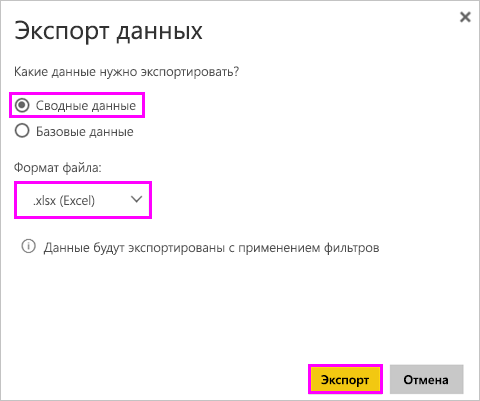 Экспорт данных
Какие данные нужно экспортировать?
Сводные данные
Базовые данные
Формат файла:
.xlsx (Excel)
Данные будут экспортированы с применением фильтров
Экспорт
Отмена